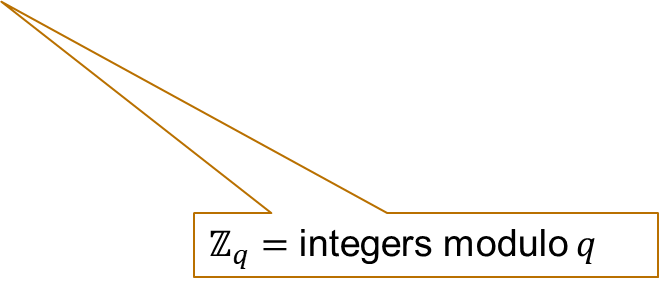 ℤ_q = integers modulo q